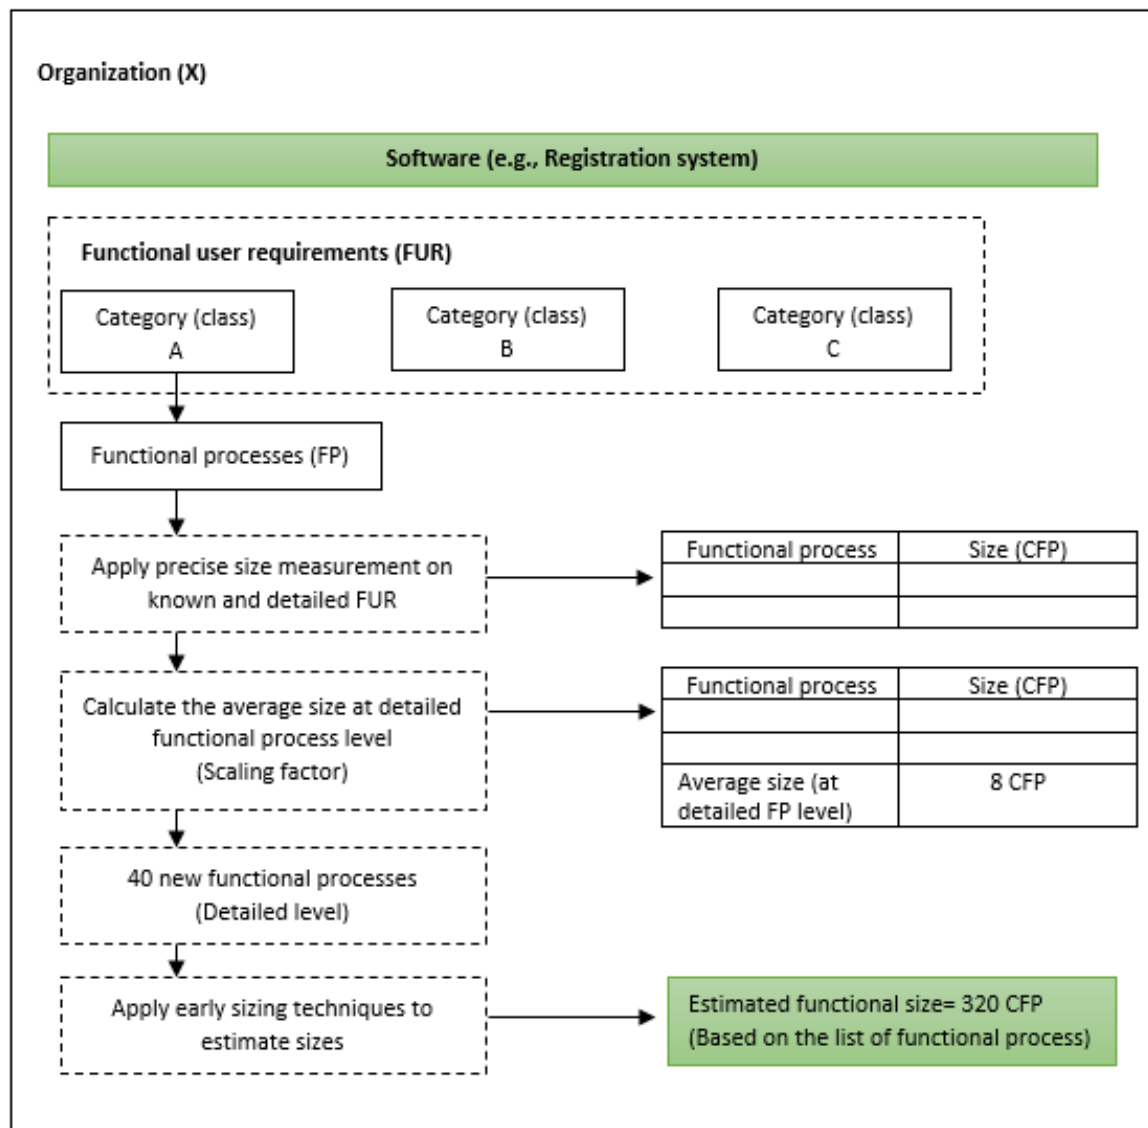 Organization (X)
Software (e.g., Registration system)
Functional user requirements (FUR)
Category (class)
A
Category (class)
B
Category (class)
C
Functional processes (FP)
Apply precise size measurement on
known and detailed FUR
Functional process
Size (CFP)
Calculate the average size at detailed
functional process level
(Scaling factor)
Functional process
Size (CFP)
Average size (at
detailed FP level)
8 CFP
40 new functional processes
(Detailed level)
Apply early sizing techniques to
estimate sizes
Estimated functional size= 320 CFP
(Based on the list of functional process)